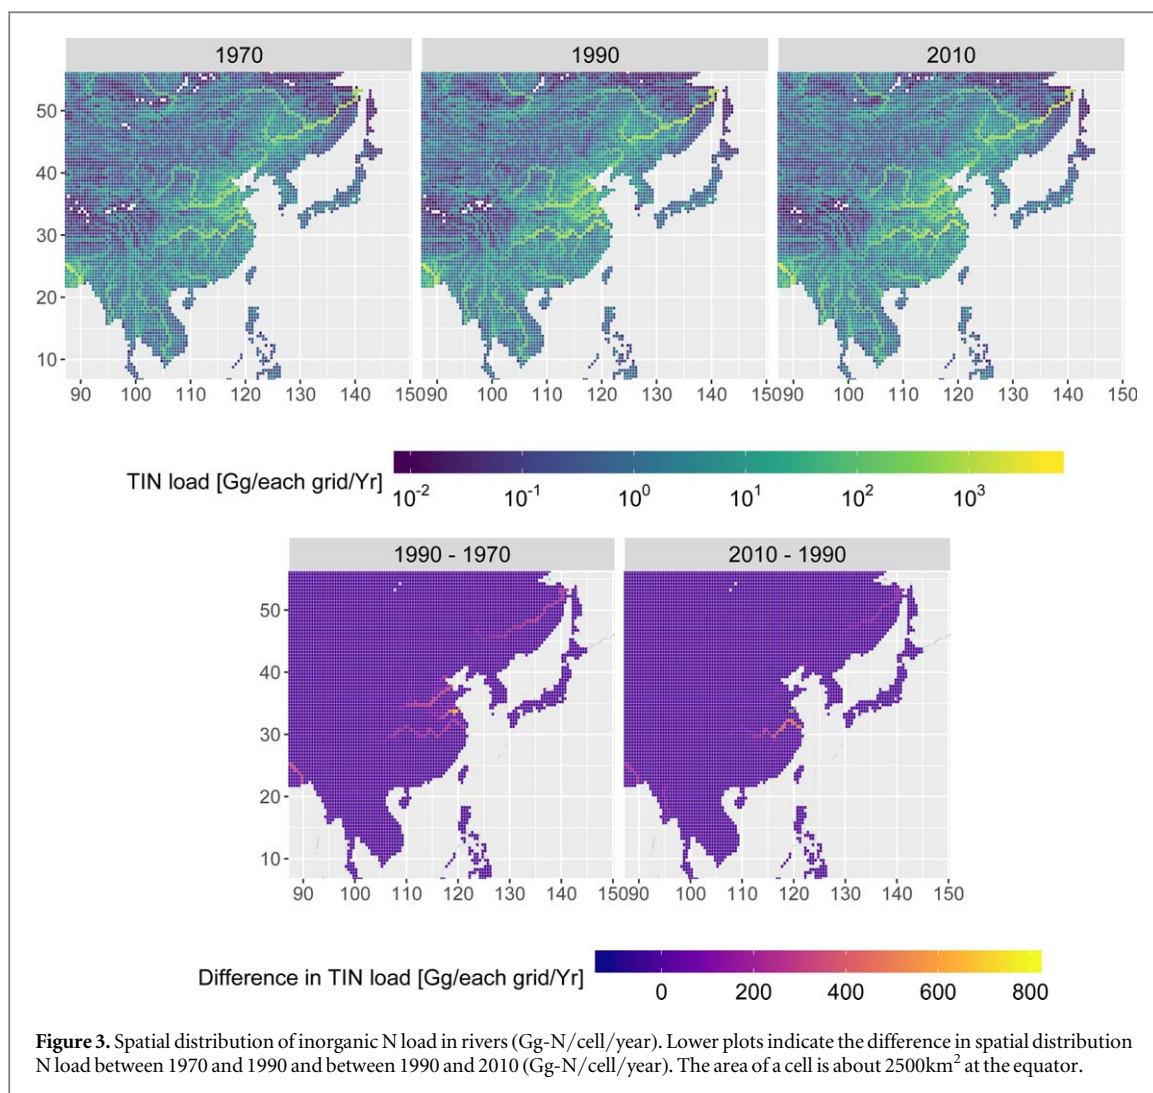 1970 1990 2010
50
40
30
20
10
90 100 110 120 130 140 15090 100 110 120 130 140 15090 100 110 120 130 140 150
TIN load [Gg/each grid/Yr]
10⁻² 10⁻¹ 10⁰ 10¹ 10² 10³
1990 - 1970 2010 - 1990
50
40
30
20
10
90 100 110 120 130 140 15090 100 110 120 130 140 150
Difference in TIN load [Gg/each grid/Yr]
0 200 400 600 800
Figure 3. Spatial distribution of inorganic N load in rivers (Gg-N/cell/year). Lower plots indicate the difference in spatial distribution
N load between 1970 and 1990 and between 1990 and 2010 (Gg-N/cell/year). The area of a cell is about 2500km² at the equator.